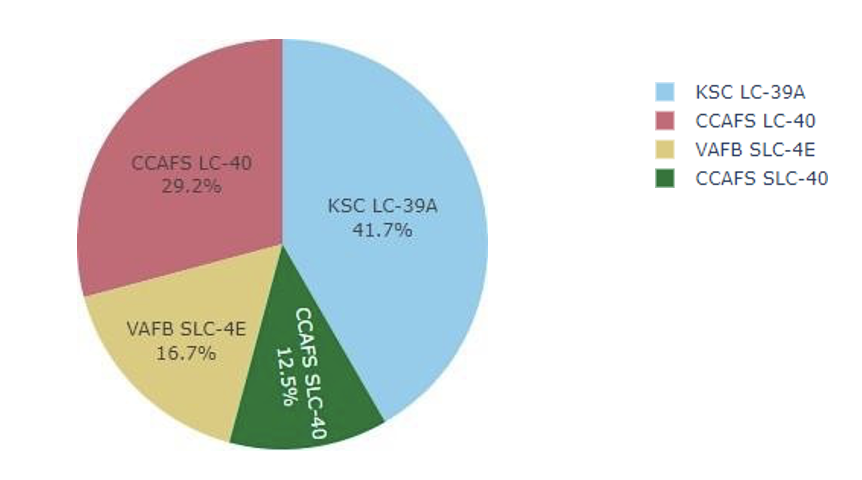 CCAFS LC-40
29.2%
KSC LC-39A
41.7%
VAFB SLC-4E
16.7%
CCAFS SLC-40
12.5%
KSC LC-39A
CCAFS LC-40
VAFB SLC-4E
CCAFS SLC-40